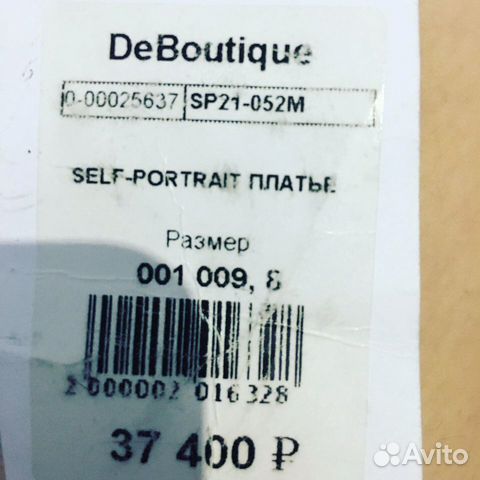 DeBoutique
0-00025637 SP21-052M
SELF-PORTRAIT ПЛАТЬЕ
Размер
001 009, 8
2 000002 016328
37 400 ₽
Avito